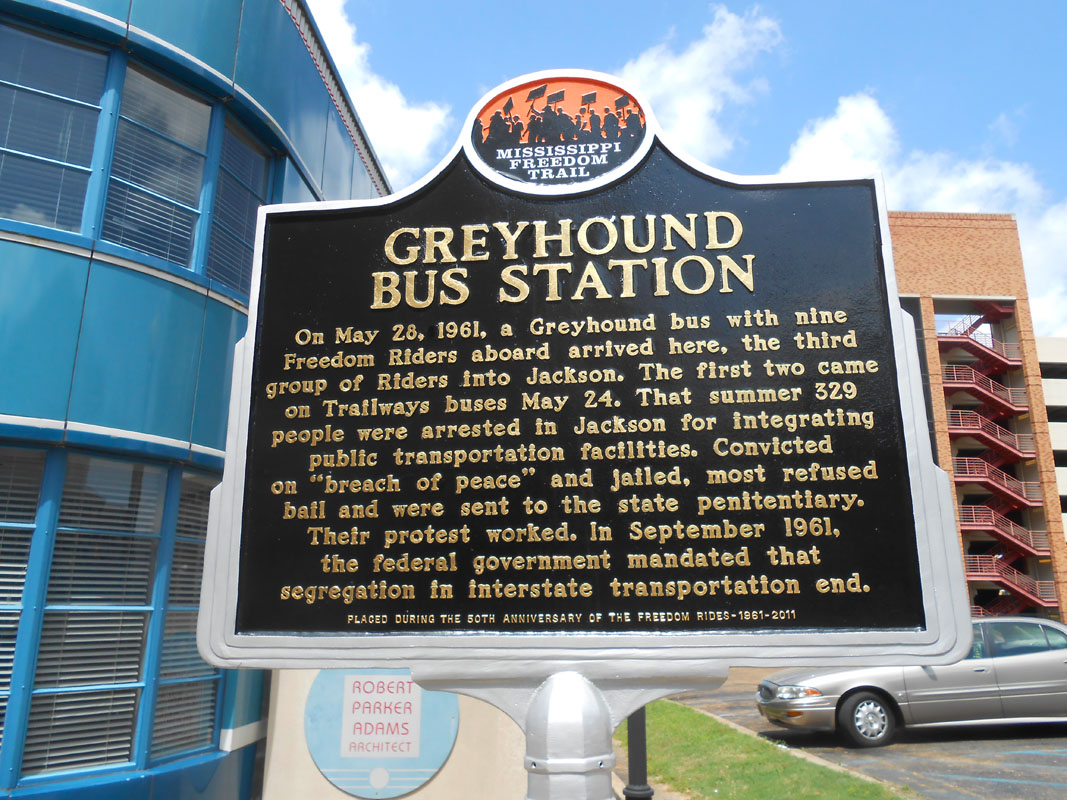 MISSISSIPPI
FREEDOM
TRAIL
GREYHOUND
BUS STATION
On May 28, 1961, a Greyhound bus with nine
Freedom Riders aboard arrived here, the third
group of Riders into Jackson. The first two came
on Trailways buses May 24. That summer 329
people were arrested in Jackson for integrating
public transportation facilities. Convicted
on “breach of peace” and jailed, most refused
bail and were sent to the state penitentiary.
Their protest worked. In September 1961,
the federal government mandated that
segregation in interstate transportation end.
PLACED DURING THE 50TH ANNIVERSARY OF THE FREEDOM RIDES-1961-2011
ROBERT
PARKER
ADAMS
ARCHITECT